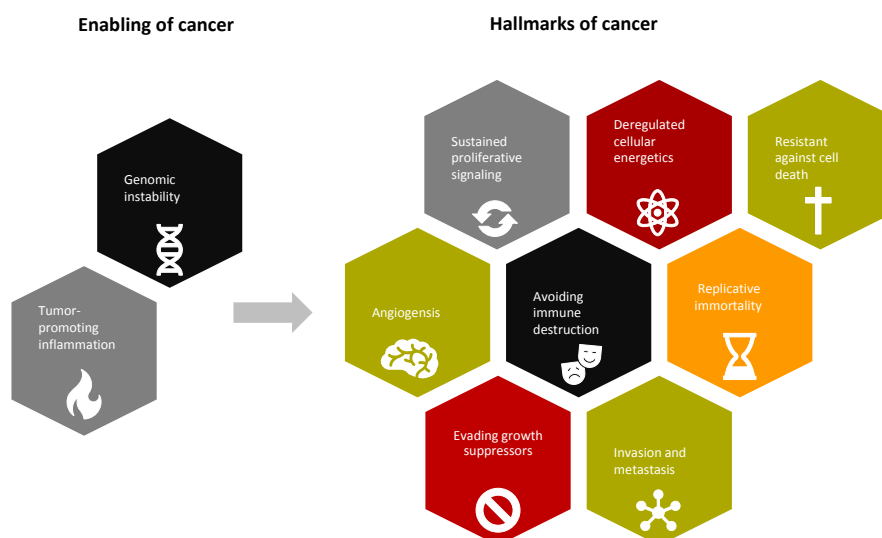 Enabling of cancer
Hallmarks of cancer
Genomic
instability
Tumor-
promoting
inflammation
Sustained
proliferative
signaling
Deregulated
cellular
energetics
Resistant
against cell
death
Angiogensis
Avoiding
immune
destruction
Replicative
immortality
Evading growth
suppressors
Invasion and
metastasis